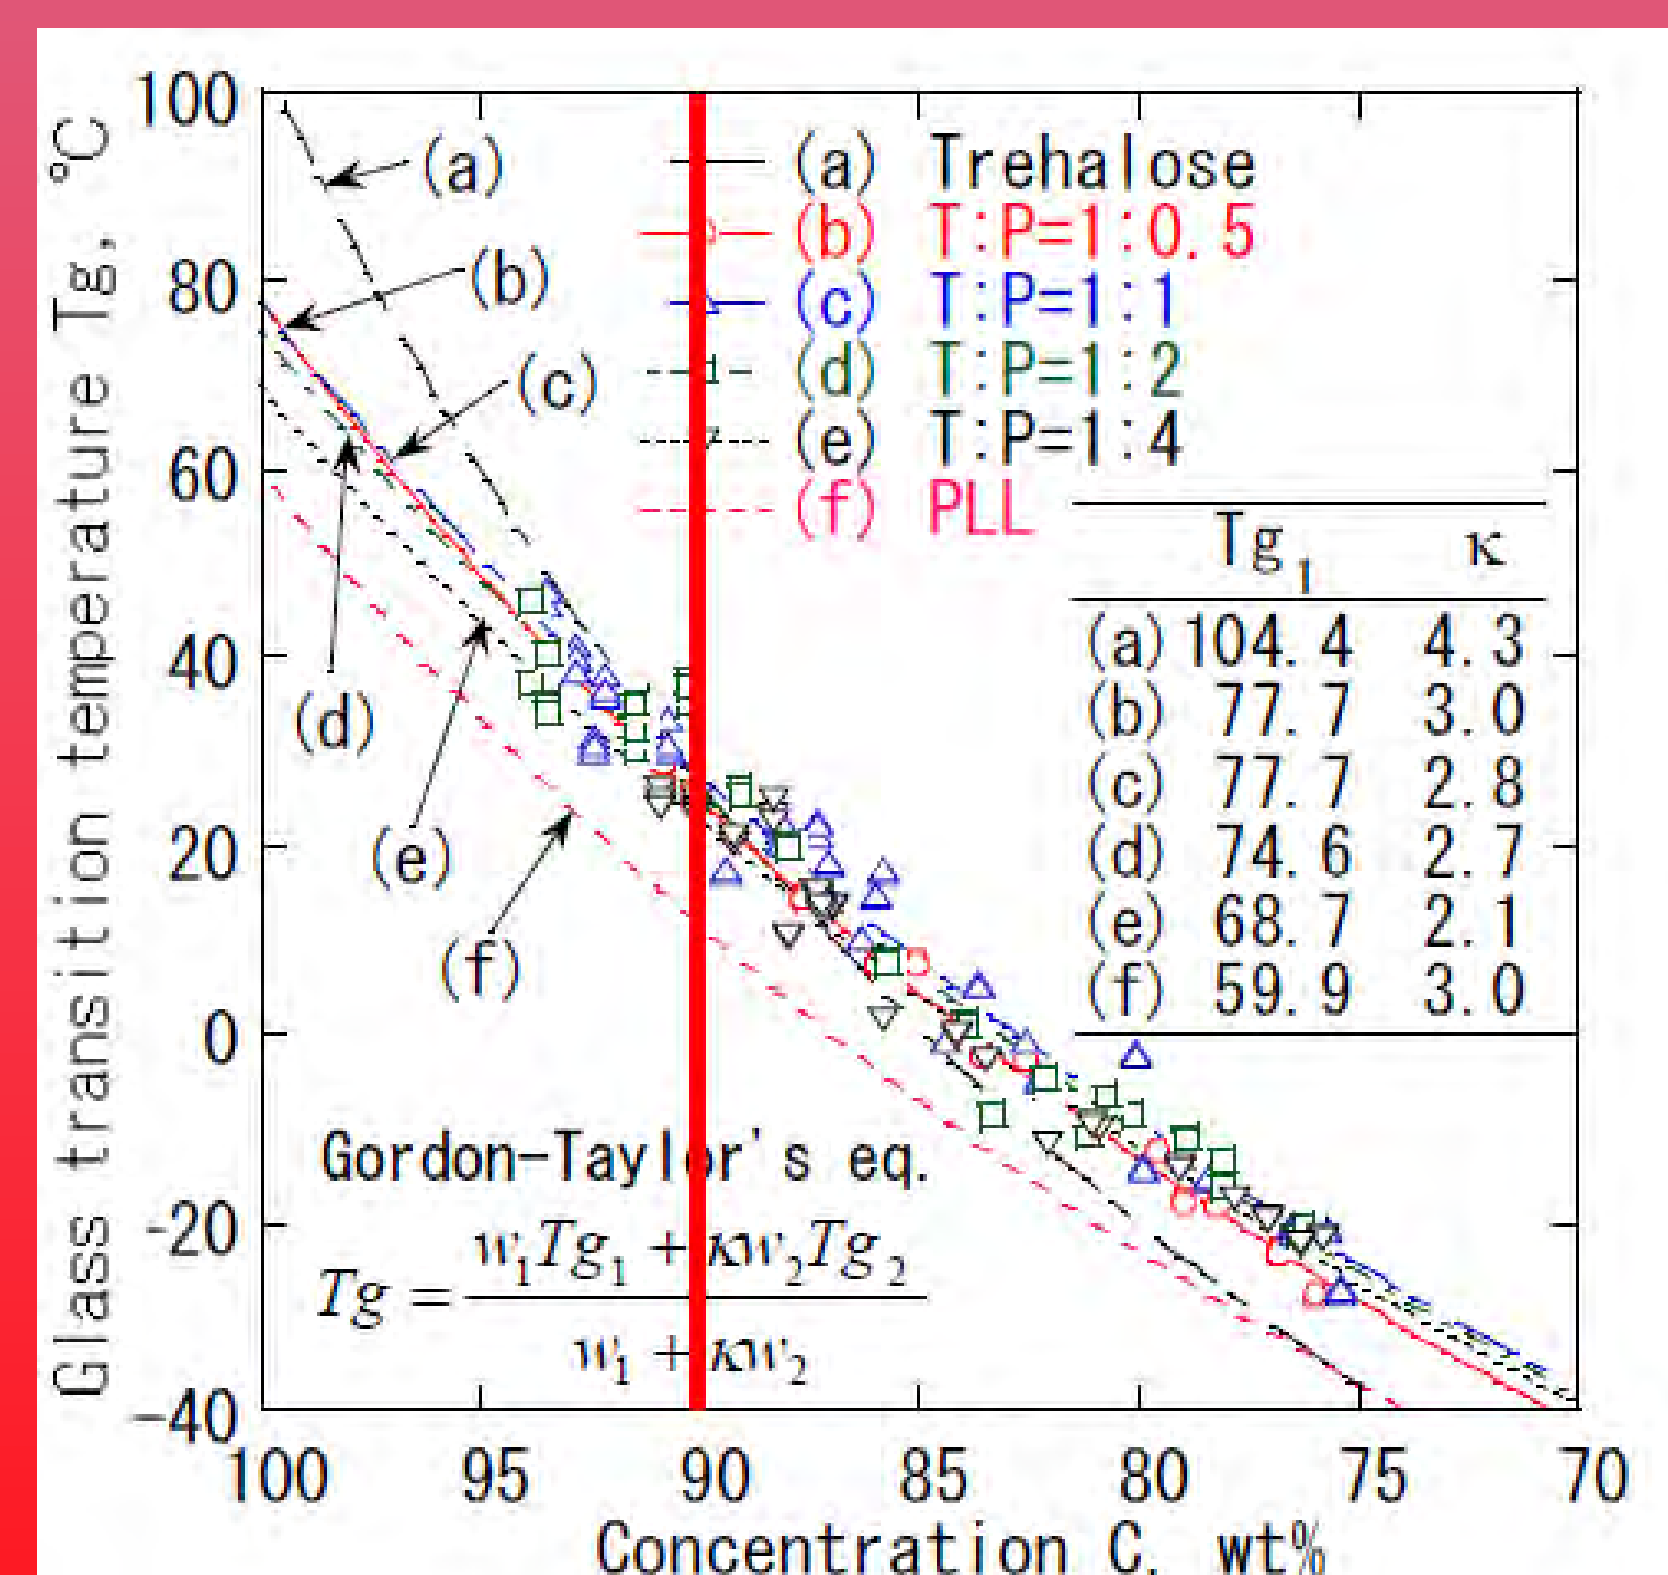 Glass transition temperature Tg, °C
100
80
60
40
20
0
-20
-40
(a)
(b)
(c)
(d)
(e)
(f)
(a) Trehalose
(b) T:P=1:0.5
(c) T:P=1:1
(d) T:P=1:2
(e) T:P=1:4
(f) PLL
Tg₁ κ
(a) 104.4 4.3
(b) 77.7 3.0
(c) 77.7 2.8
(d) 74.6 2.7
(e) 68.7 2.1
(f) 59.9 3.0
Gordon-Taylor's eq.
Tg = (w₁Tg₁ + κw₂Tg₂) / (w₁ + κw₂)
100 95 90 85 80 75 70
Concentration C, wt%